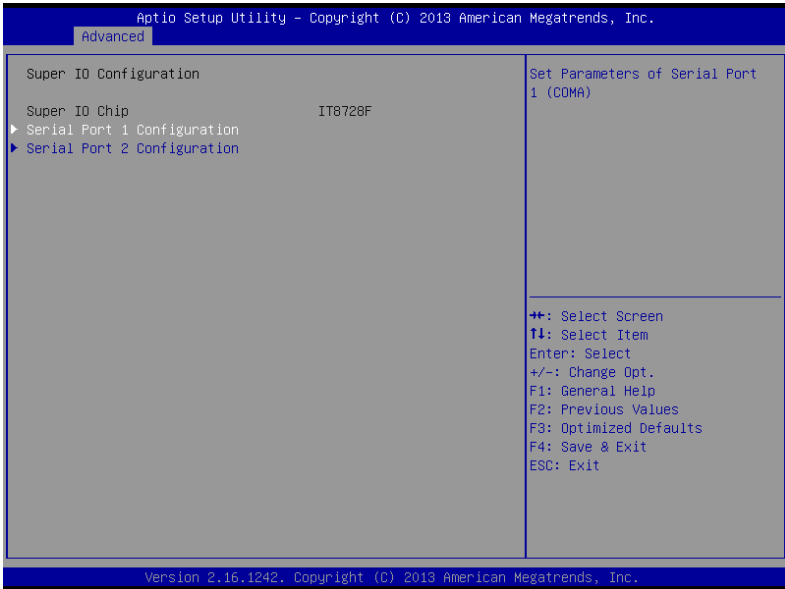 Aptio Setup Utility – Copyright (C) 2013 American Megatrends, Inc.
Advanced
Super IO Configuration
Super IO Chip IT8728F
▶ Serial Port 1 Configuration
▶ Serial Port 2 Configuration
Set Parameters of Serial Port
1 (COMA)
→←: Select Screen
↑↓: Select Item
Enter: Select
+/-: Change Opt.
F1: General Help
F2: Previous Values
F3: Optimized Defaults
F4: Save & Exit
ESC: Exit
Version 2.16.1242. Copyright (C) 2013 American Megatrends, Inc.